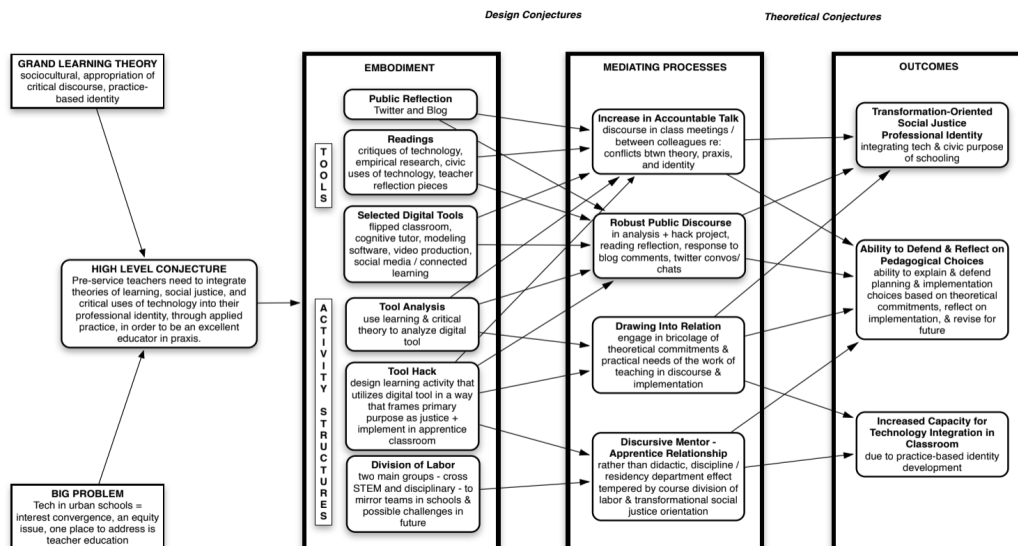 Design Conjectures
Theoretical Conjectures
GRAND LEARNING THEORY
sociocultural, appropriation of
critical discourse, practice-
based identity
HIGH LEVEL CONJECTURE
Pre-service teachers need to integrate
theories of learning, social justice, and
critical uses of technology into their
professional identity, through applied
practice, in order to be an excellent
educator in praxis.
BIG PROBLEM
Tech in urban schools =
interest convergence, an equity
issue, one place to address is
teacher education
EMBODIMENT
TOOLS
Public Reflection
Twitter and Blog
Readings
critiques of technology,
empirical research, civic
uses of technology, teacher
reflection pieces
Selected Digital Tools
flipped classroom,
cognitive tutor, modeling
software, video production,
social media / connected
learning
ACTIVITY STRUCTURES
Tool Analysis
use learning & critical
theory to analyze digital
tool
Tool Hack
design learning activity that
utilizes digital tool in a way
that frames primary
purpose as justice +
implement in apprentice
classroom
Division of Labor
two main groups - cross
STEM and disciplinary - to
mirror teams in schools &
possible challenges in
future
MEDIATING PROCESSES
Increase in Accountable Talk
discourse in class meetings /
between colleagues re:
conflicts btwn theory, praxis,
and identity
Robust Public Discourse
in analysis + hack project,
reading reflection, response to
blog comments, twitter convos/
chats
Drawing Into Relation
engage in bricolage of
theoretical commitments &
practical needs of the work of
teaching in discourse &
implementation
Discursive Mentor -
Apprentice Relationship
rather than didactic, discipline /
residency department effect
tempered by course division of
labor & transformational social
justice orientation
OUTCOMES
Transformation-Oriented
Social Justice
Professional Identity
integrating tech & civic purpose
of schooling
Ability to Defend & Reflect on
Pedagogical Choices
ability to explain & defend
planning & implementation
choices based on theoretical
commitments, reflect on
implementation, & revise for
future
Increased Capacity for
Technology Integration in
Classroom
due to practice-based identity
development